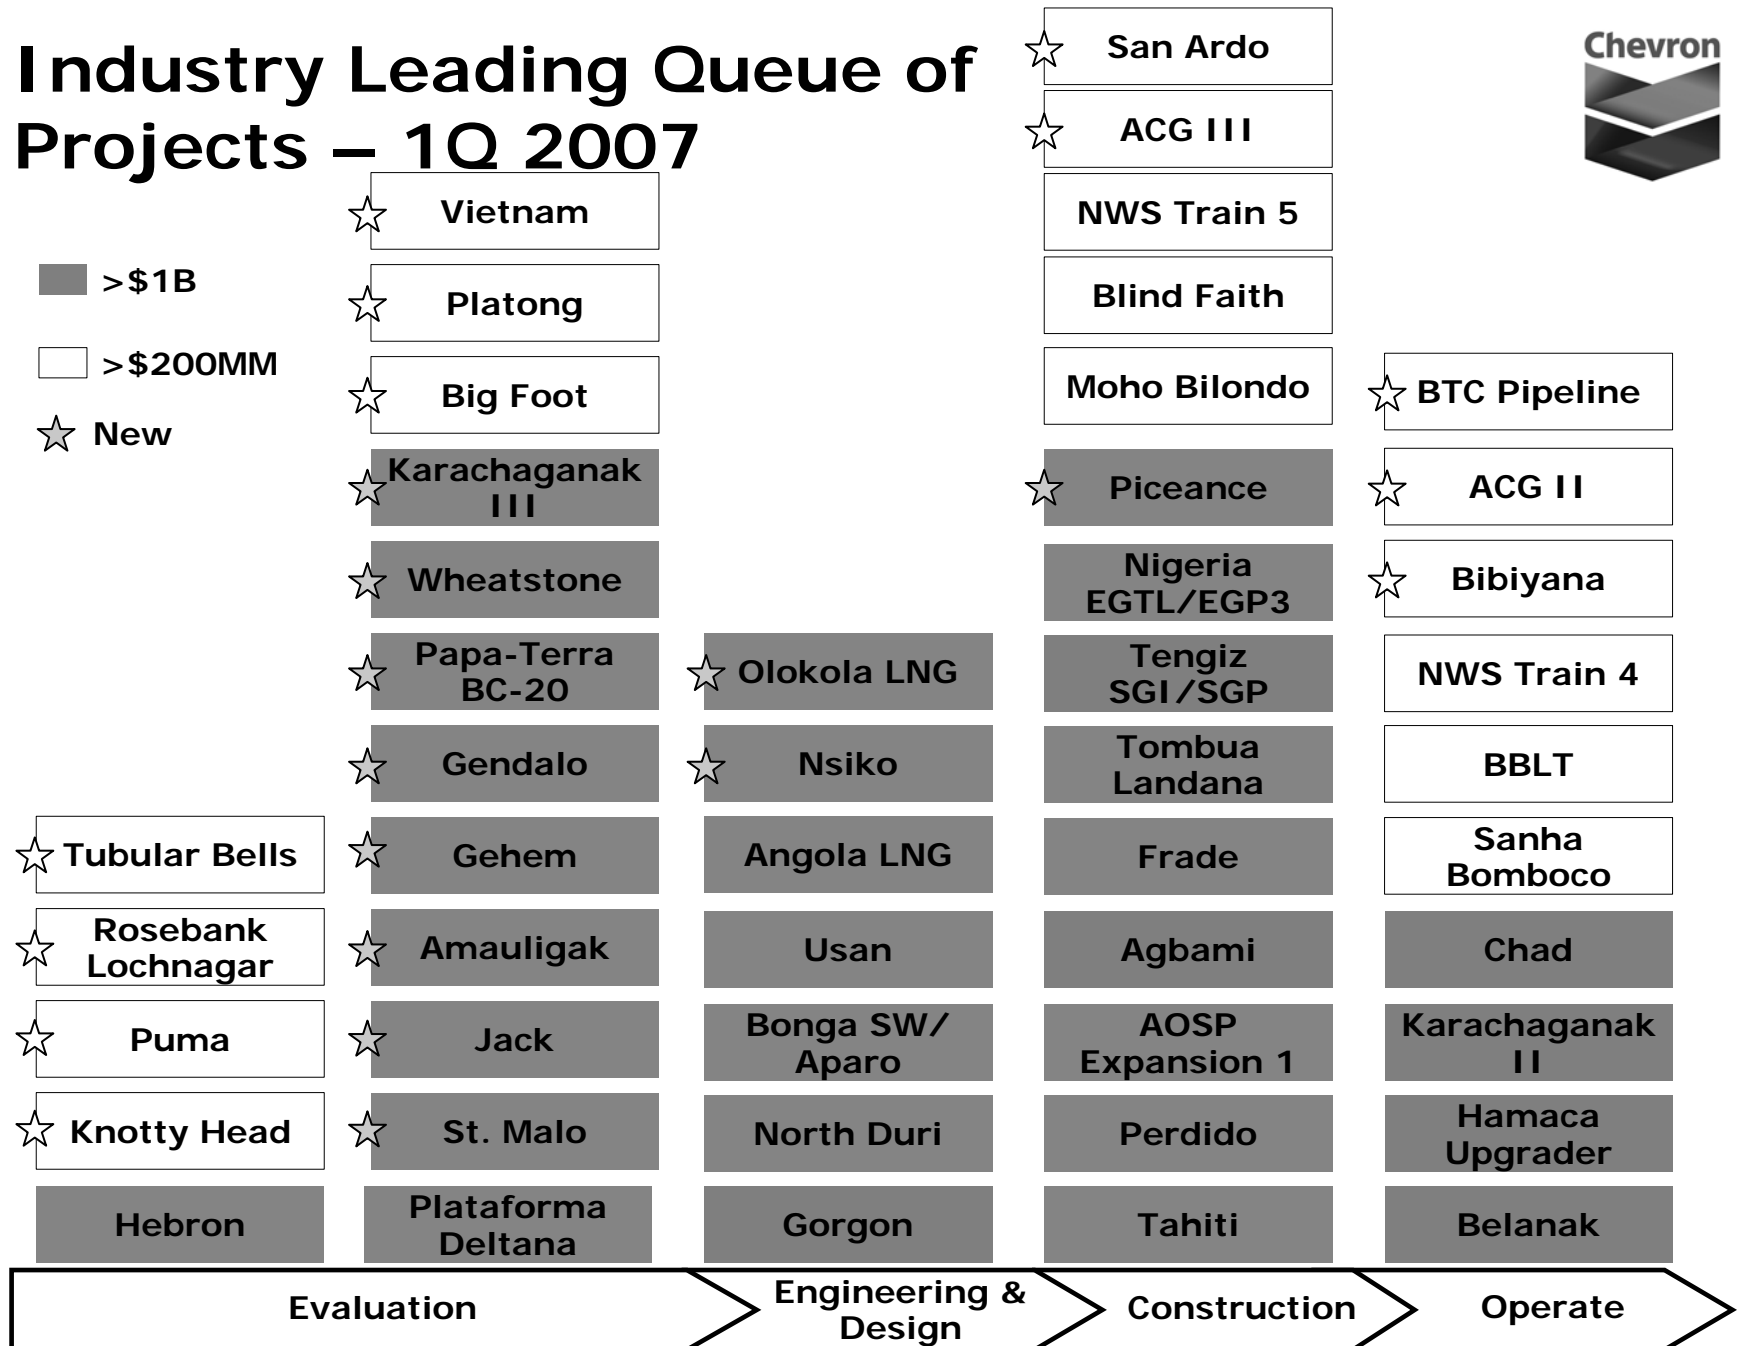 Industry Leading Queue of
Projects – 1Q 2007
Chevron
>$1B
>$200MM
New
Tubular Bells
Rosebank
Lochnagar
Puma
Knotty Head
Hebron
Vietnam
Platong
Big Foot
Karachaganak
III
Wheatstone
Papa-Terra
BC-20
Gendalo
Gehem
Amauligak
Jack
St. Malo
Plataforma
Deltana
Olokola LNG
Nsiko
Angola LNG
Usan
Bonga SW/
Aparo
North Duri
Gorgon
San Ardo
ACG III
NWS Train 5
Blind Faith
Moho Bilondo
Piceance
Nigeria
EGTL/EGP3
Tengiz
SGI/SGP
Tombua
Landana
Frade
Agbami
AOSP
Expansion 1
Perdido
Tahiti
BTC Pipeline
ACG II
Bibiyana
NWS Train 4
BBLT
Sanha
Bomboco
Chad
Karachaganak
II
Hamaca
Upgrader
Belanak
Evaluation
Engineering &
Design
Construction
Operate